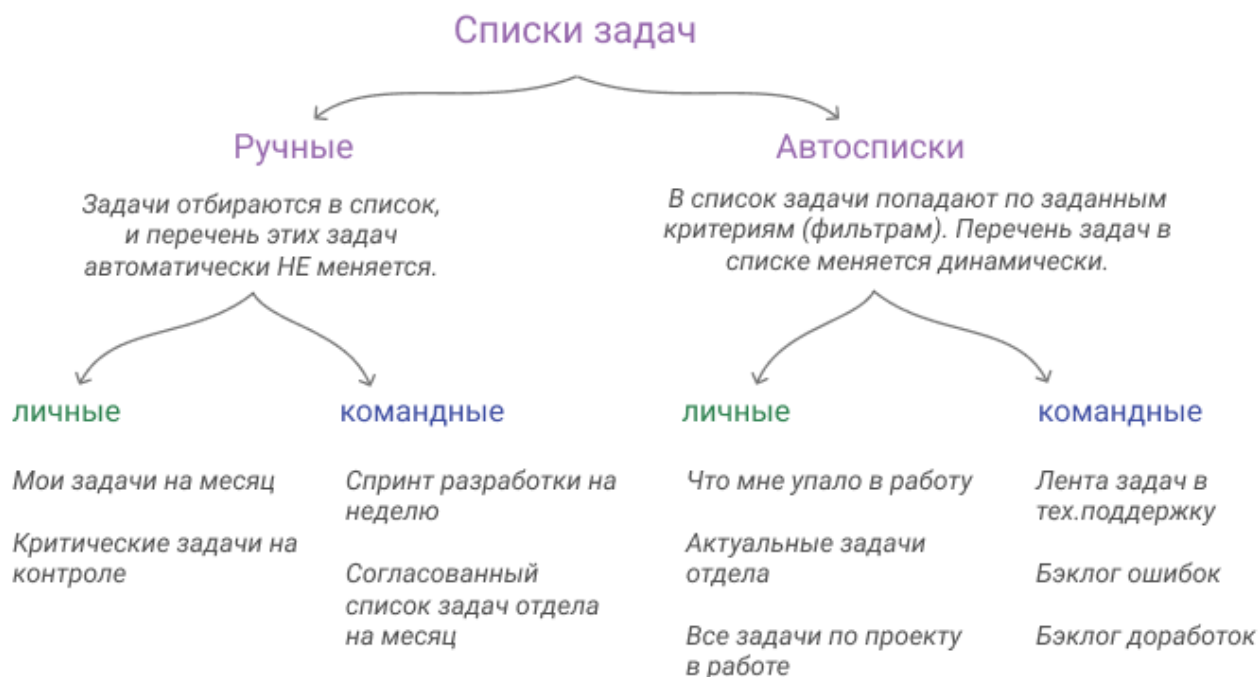 Списки задач
Ручные
Задачи отбираются в список,
и перечень этих задач
автоматически НЕ меняется.
личные
Мои задачи на месяц
Критические задачи на
контроле
командные
Спринт разработки на
неделю
Согласованный
список задач отдела
на месяц
Автосписки
В список задачи попадают по заданным
критериям (фильтрам). Перечень задач в
списке меняется динамически.
личные
Что мне упало в работу
Актуальные задачи
отдела
Все задачи по проекту
в работе
командные
Лента задач в
тех.поддержку
Бэклог ошибок
Бэклог доработок